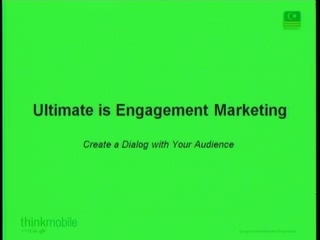 Ultimate is Engagement Marketing
Create a Dialog with Your Audience
thinkmobile